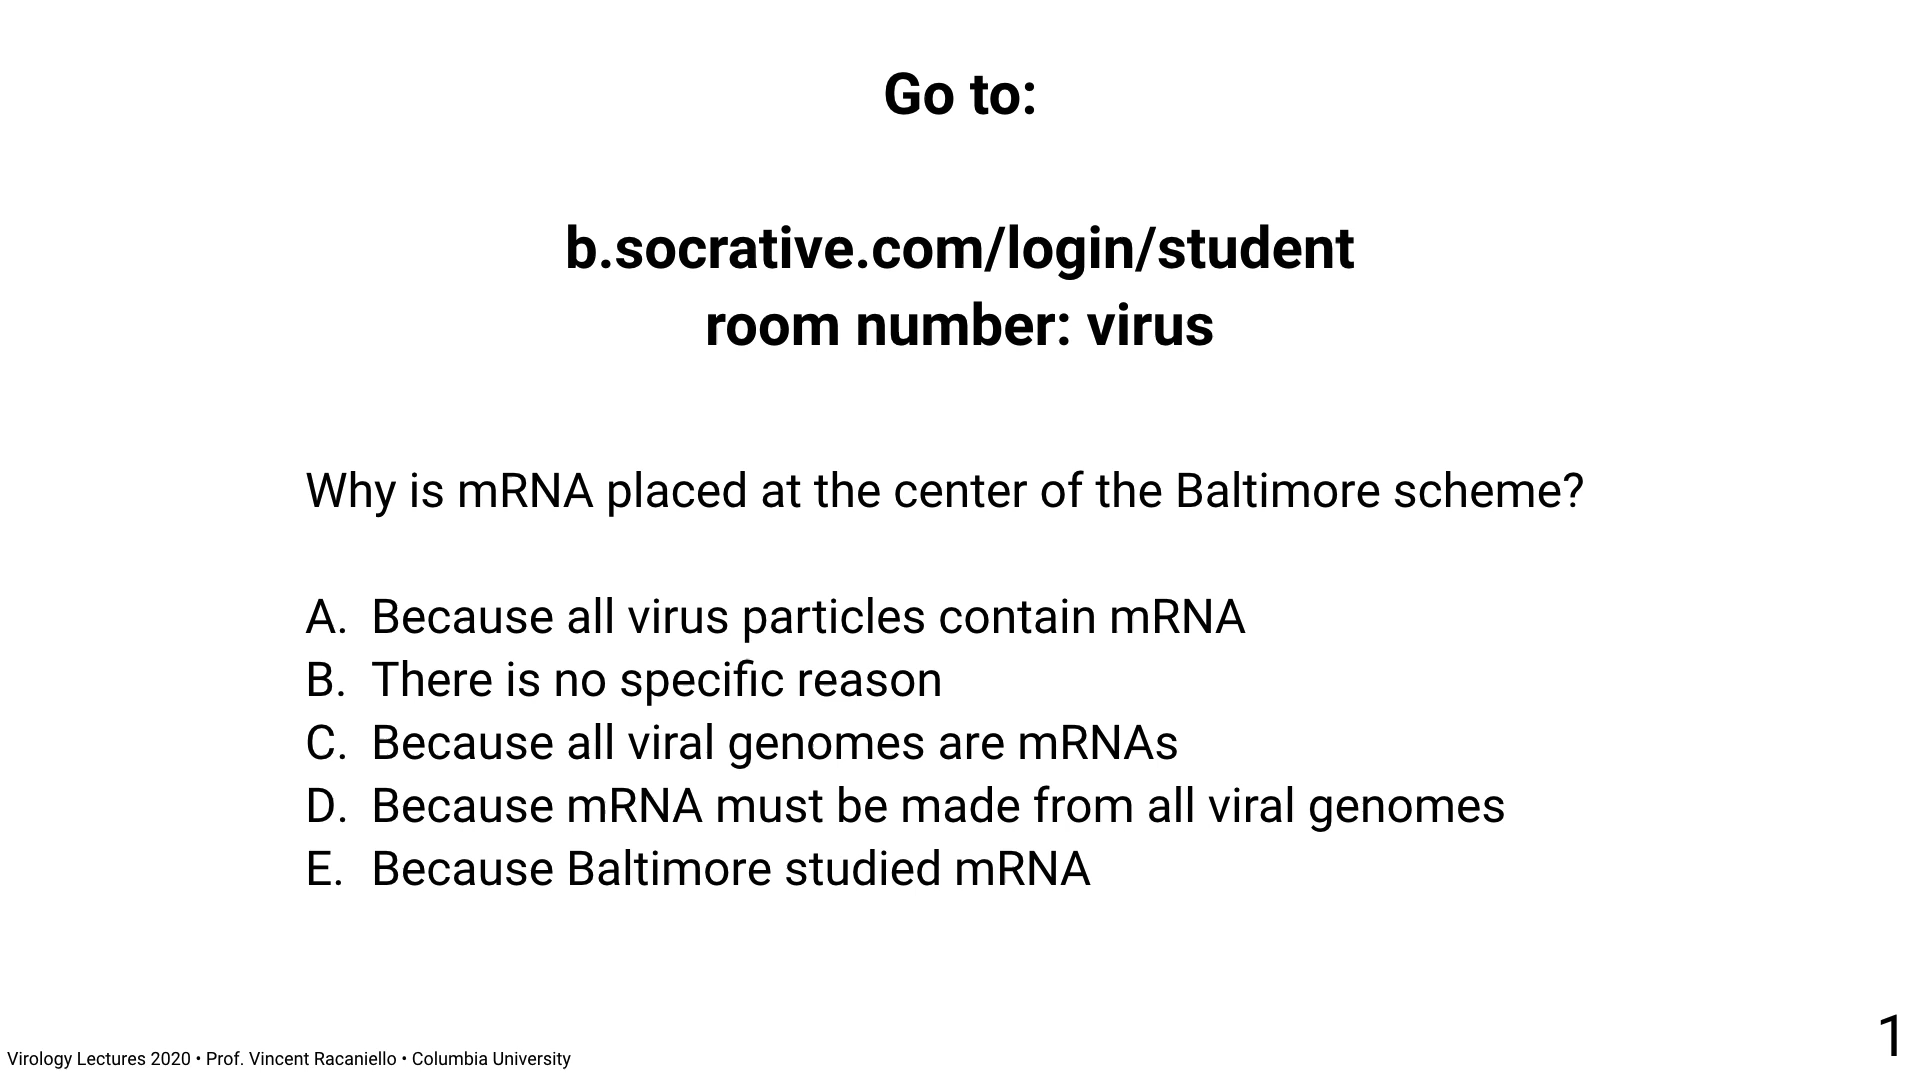 Go to:
b.socrative.com/login/student
room number: virus
Why is mRNA placed at the center of the Baltimore scheme?
A. Because all virus particles contain mRNA
B. There is no specific reason
C. Because all viral genomes are mRNAs
D. Because mRNA must be made from all viral genomes
E. Because Baltimore studied mRNA
1
Virology Lectures 2020 • Prof. Vincent Racaniello • Columbia University